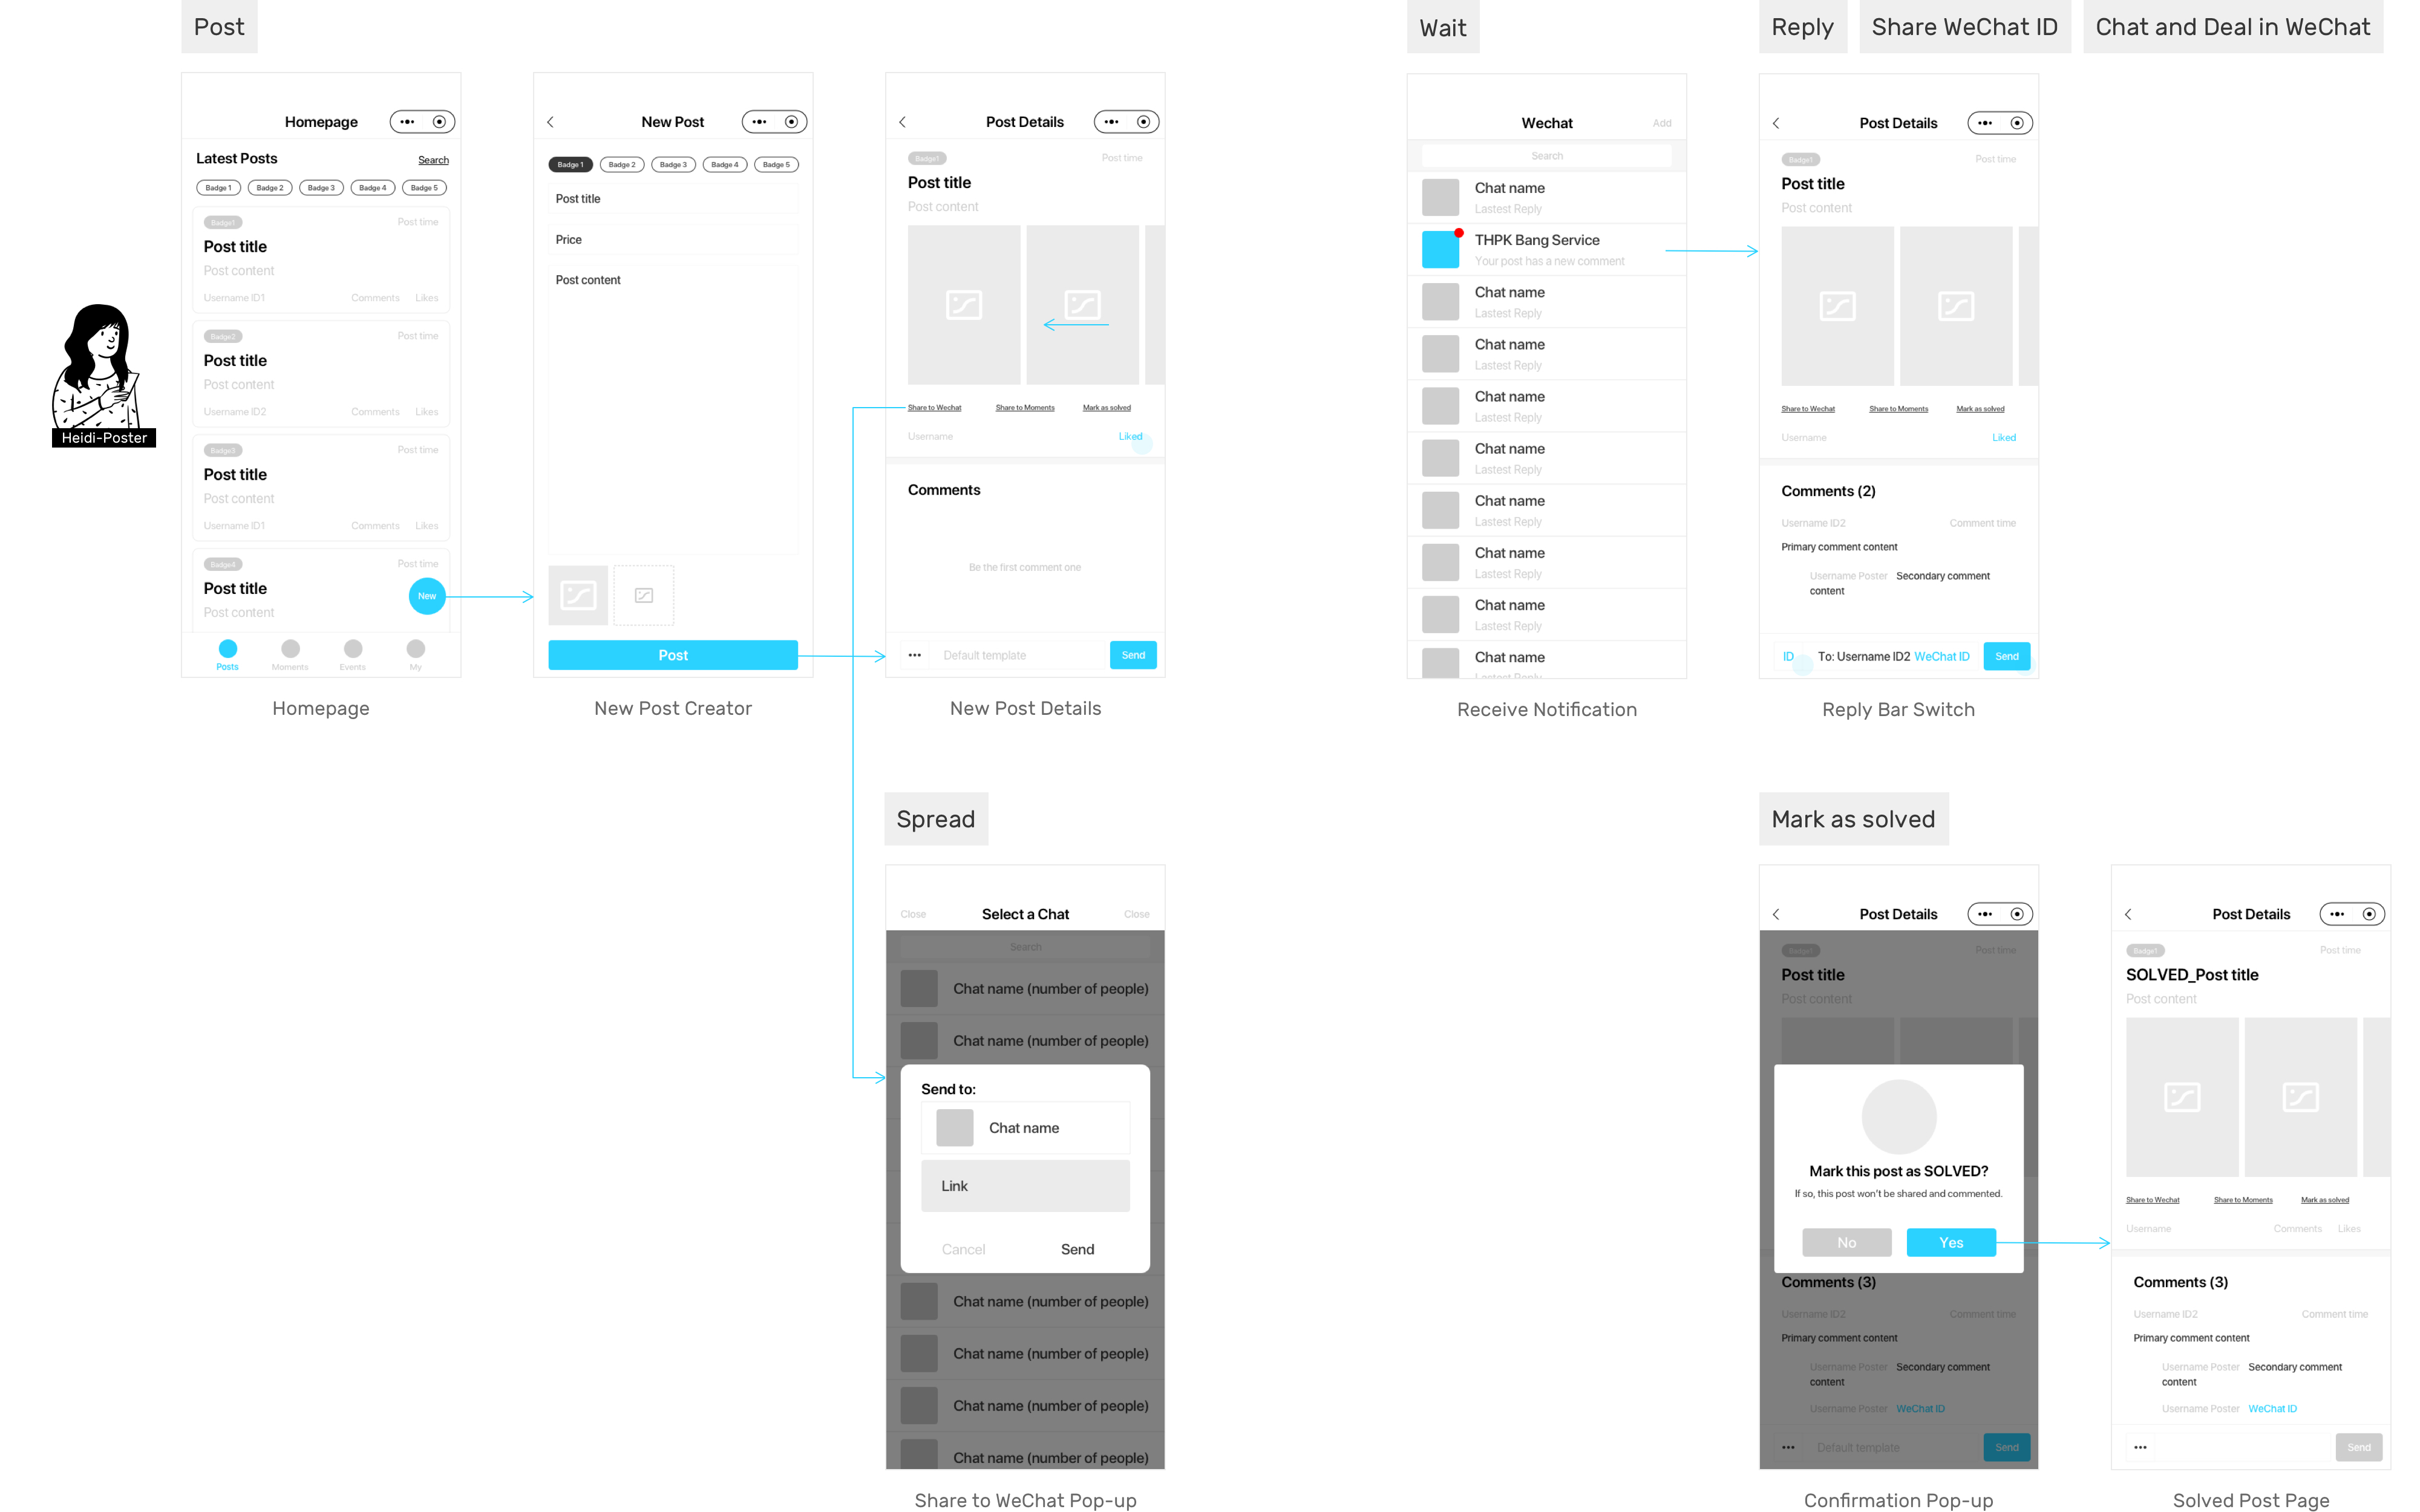 Post
Homepage
Latest Posts
Search
Badge 1 Badge 2 Badge 3 Badge 4 Badge 5
Badge1 Post time
Post title
Post content
Username ID1 Comments Likes
Badge2 Post time
Post title
Post content
Username ID2 Comments Likes
Badge3 Post time
Post title
Post content
Username ID1 Comments Likes
Badge4 Post time
Post title
Post content
New
Posts Moments Events My
Homepage
Heidi-Poster
New Post
Badge 1 Badge 2 Badge 3 Badge 4 Badge 5
Post title
Price
Post content
Post
New Post Creator
Post Details
Badge1 Post time
Post title
Post content
Share to Wechat Share to Moments Mark as solved
Username Liked
Comments
Be the first comment one
Default template Send
New Post Details
Wait
Wechat Add
Search
Chat name
Lastest Reply
THPK Bang Service
Your post has a new comment
Chat name
Lastest Reply
Chat name
Lastest Reply
Chat name
Lastest Reply
Chat name
Lastest Reply
Chat name
Lastest Reply
Chat name
Lastest Reply
Chat name
Lastest Reply
Chat name
Lastest Reply
Receive Notification
Reply Share WeChat ID Chat and Deal in WeChat
Post Details
Badge1 Post time
Post title
Post content
Share to Wechat Share to Moments Mark as solved
Username Liked
Comments (2)
Username ID2 Comment time
Primary comment content
Username Poster Secondary comment
content
ID To: Username ID2 WeChat ID Send
Reply Bar Switch
Spread
Close Select a Chat Close
Search
Chat name (number of people)
Chat name (number of people)
Send to:
Chat name
Link
Cancel Send
Chat name (number of people)
Chat name (number of people)
Chat name (number of people)
Chat name (number of people)
Share to WeChat Pop-up
Mark as solved
Post Details
Badge1 Post time
Post title
Post content
Mark this post as SOLVED?
If so, this post won't be shared and commented.
No Yes
Comments (3)
Username ID2 Comment time
Primary comment content
Username Poster Secondary comment
content
Username Poster WeChat ID
Default template Send
Confirmation Pop-up
Post Details
Badge1 Post time
SOLVED_Post title
Post content
Share to Wechat Share to Moments Mark as solved
Username Comments Likes
Comments (3)
Username ID2 Comment time
Primary comment content
Username Poster Secondary comment
content
Username Poster WeChat ID
Send
Solved Post Page